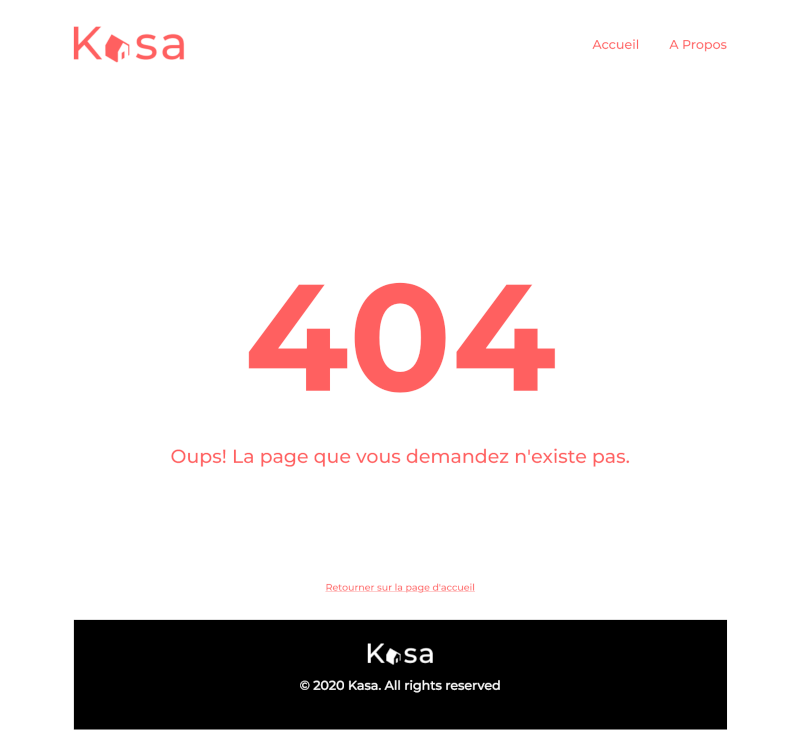 Kasa
Accueil A Propos
404
Oups! La page que vous demandez n'existe pas.
Retourner sur la page d'accueil
Kasa
© 2020 Kasa. All rights reserved